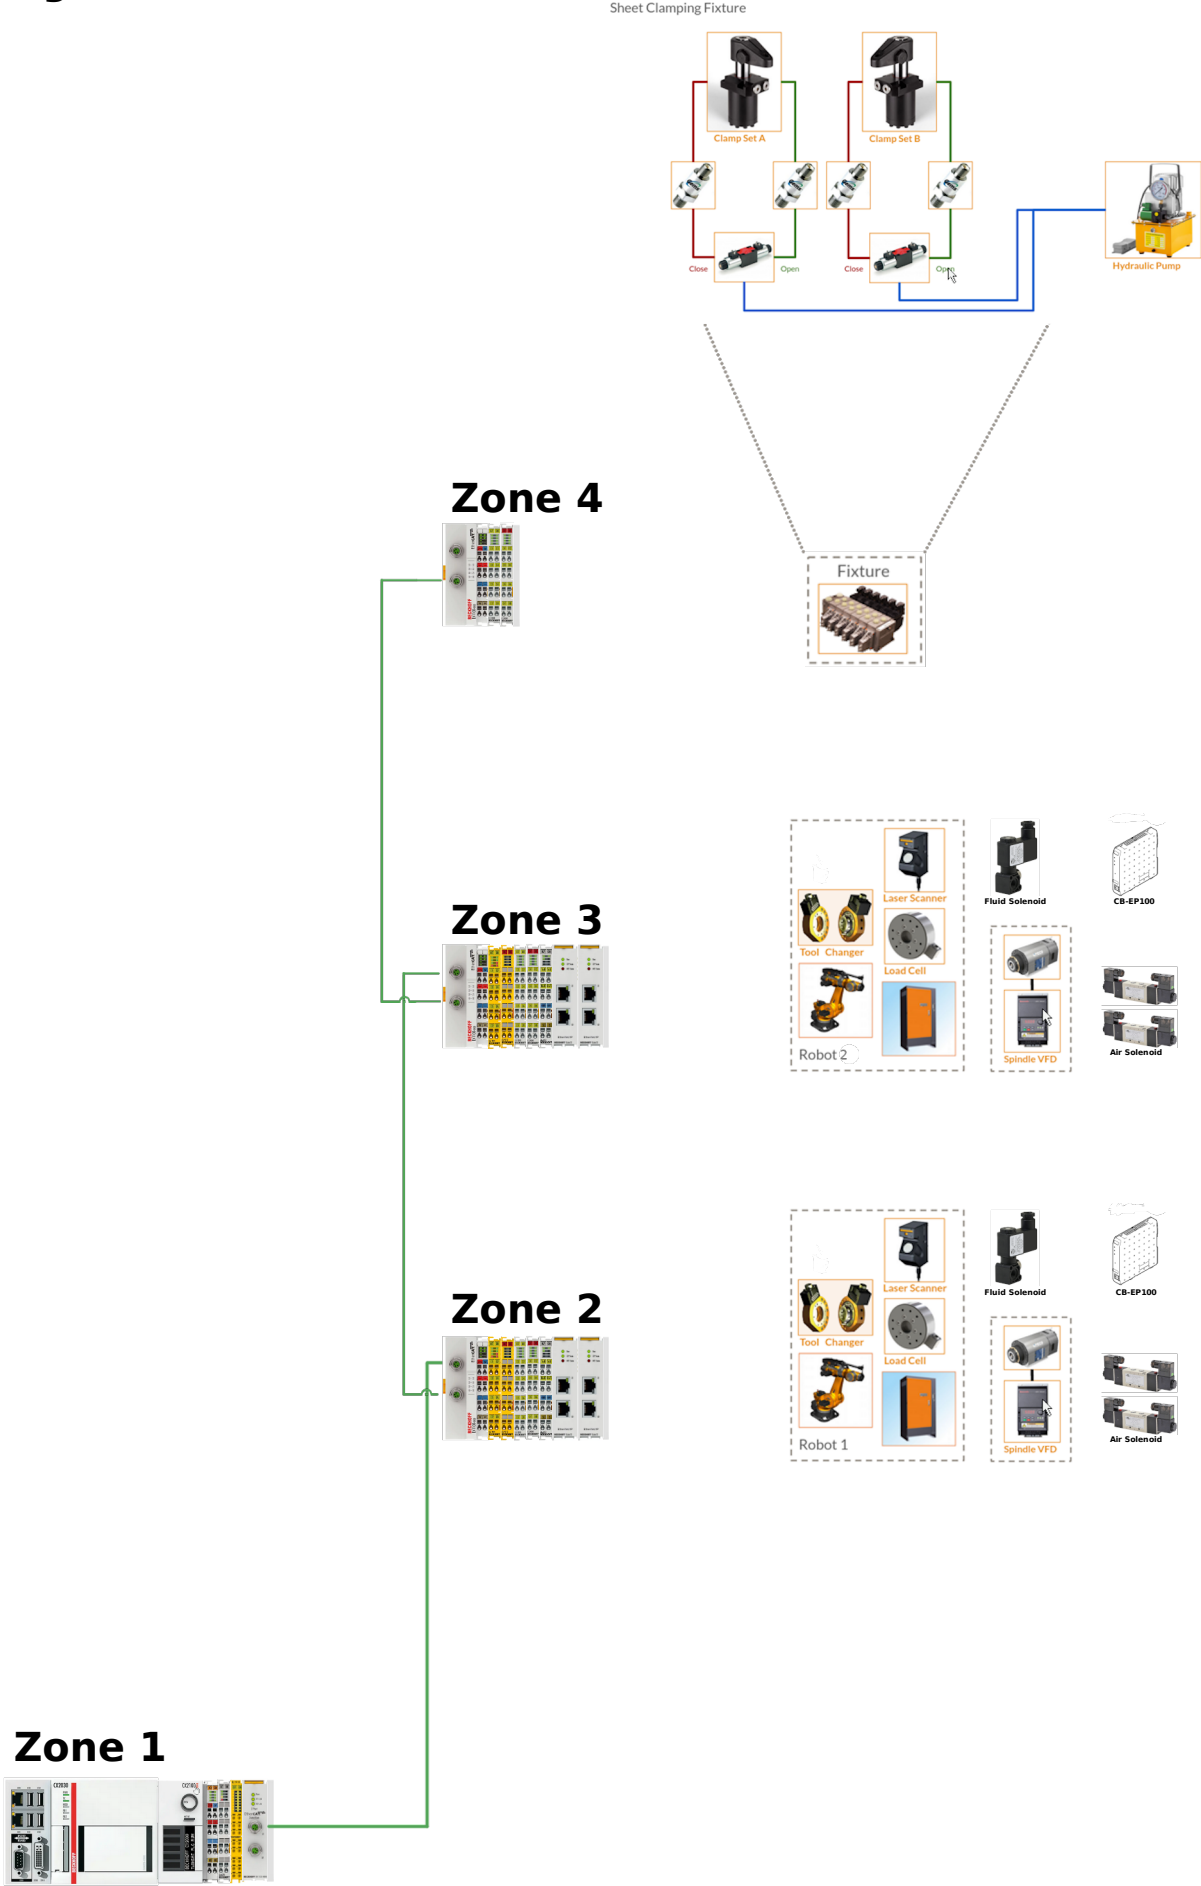 Sheet Clamping Fixture
Clamp Set A
Clamp Set B
Close
Open
Close
Open
Hydraulic Pump
Zone 4
Fixture
Zone 3
Laser Scanner
Tool Changer
Load Cell
Robot 2
Fluid Solenoid
CB-EP100
Spindle VFD
Air Solenoid
Zone 2
Laser Scanner
Tool Changer
Load Cell
Robot 1
Fluid Solenoid
CB-EP100
Spindle VFD
Air Solenoid
Zone 1
CX2030
CX2100